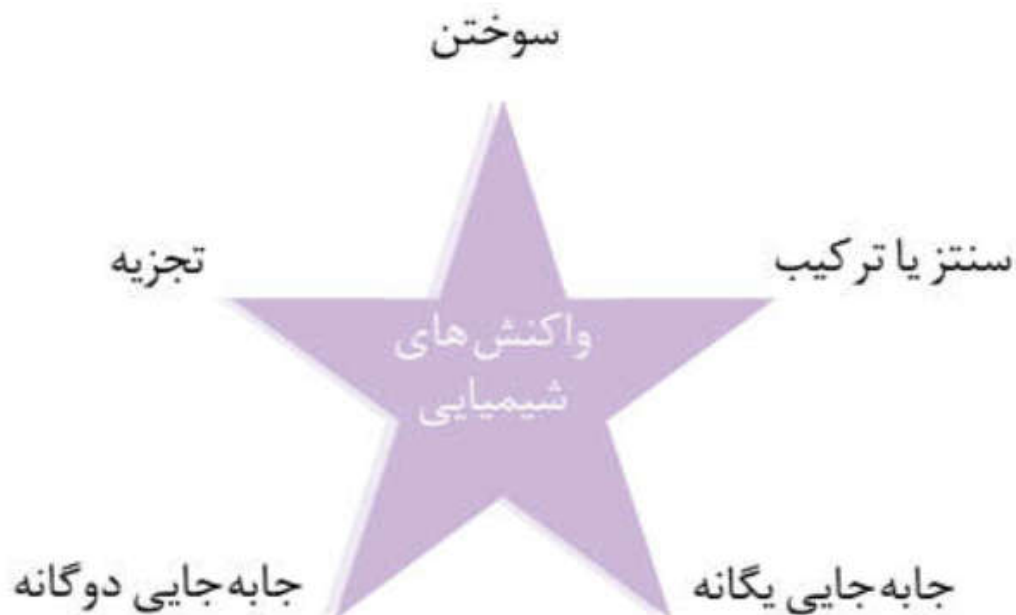 سوختن
سنتز یا ترکیب
تجزیه
واکنش های
شیمیایی
جابه‌جایی یگانه
جابه‌جایی دوگانه